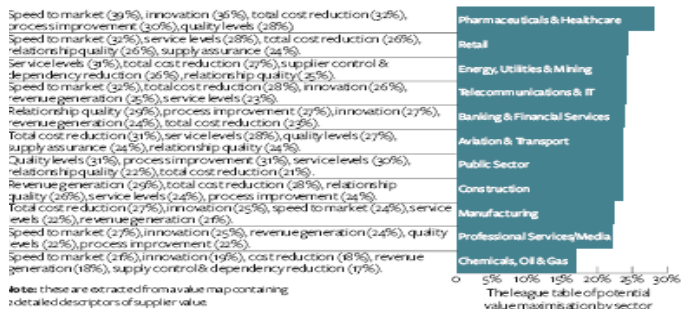 Speed to market (39%), innovation (36%), total cost reduction (32%),
process improvement (30%), quality levels (28%)
Pharmaceuticals & Healthcare
Speed to market (32%), service levels (28%), total cost reduction (26%),
relationship quality (26%), supply assurance (24%).
Retail
Service levels (31%), total cost reduction (27%), supplier control &
dependency reduction (26%), relationship quality (25%).
Energy, Utilities & Mining
Speed to market (32%), total cost reduction (28%), innovation (26%),
revenue generation (25%), service levels (23%).
Telecommunications & IT
Relationship quality (29%), process improvement (27%), innovation (27%),
revenue generation (24%), total cost reduction (23%).
Banking & Financial Services
Total cost reduction (31%), service levels (28%), quality levels (27%),
supply assurance (24%), relationship quality (24%).
Aviation & Transport
Quality levels (31%), process improvement (31%), service levels (30%),
relationship quality (22%), total cost reduction (21%).
Public Sector
Revenue generation (29%), total cost reduction (28%), relationship
quality (26%), service levels (24%), process improvement (24%).
Construction
Total cost reduction (27%), innovation (25%), speed to market (24%), service
levels (22%), revenue generation (21%).
Manufacturing
Speed to market (27%), innovation (25%), revenue generation (24%), quality
levels (22%), process improvement (22%).
Professional Services/Media
Speed to market (21%), innovation (19%), cost reduction (18%), revenue
generation (18%), supply control & dependency reduction (17%).
Chemicals, Oil & Gas
0 5% 10% 15% 20% 25% 30%
Note: these are extracted from a value map containing
detailed descriptors of supplier value.
The league table of potential
value maximisation by sector